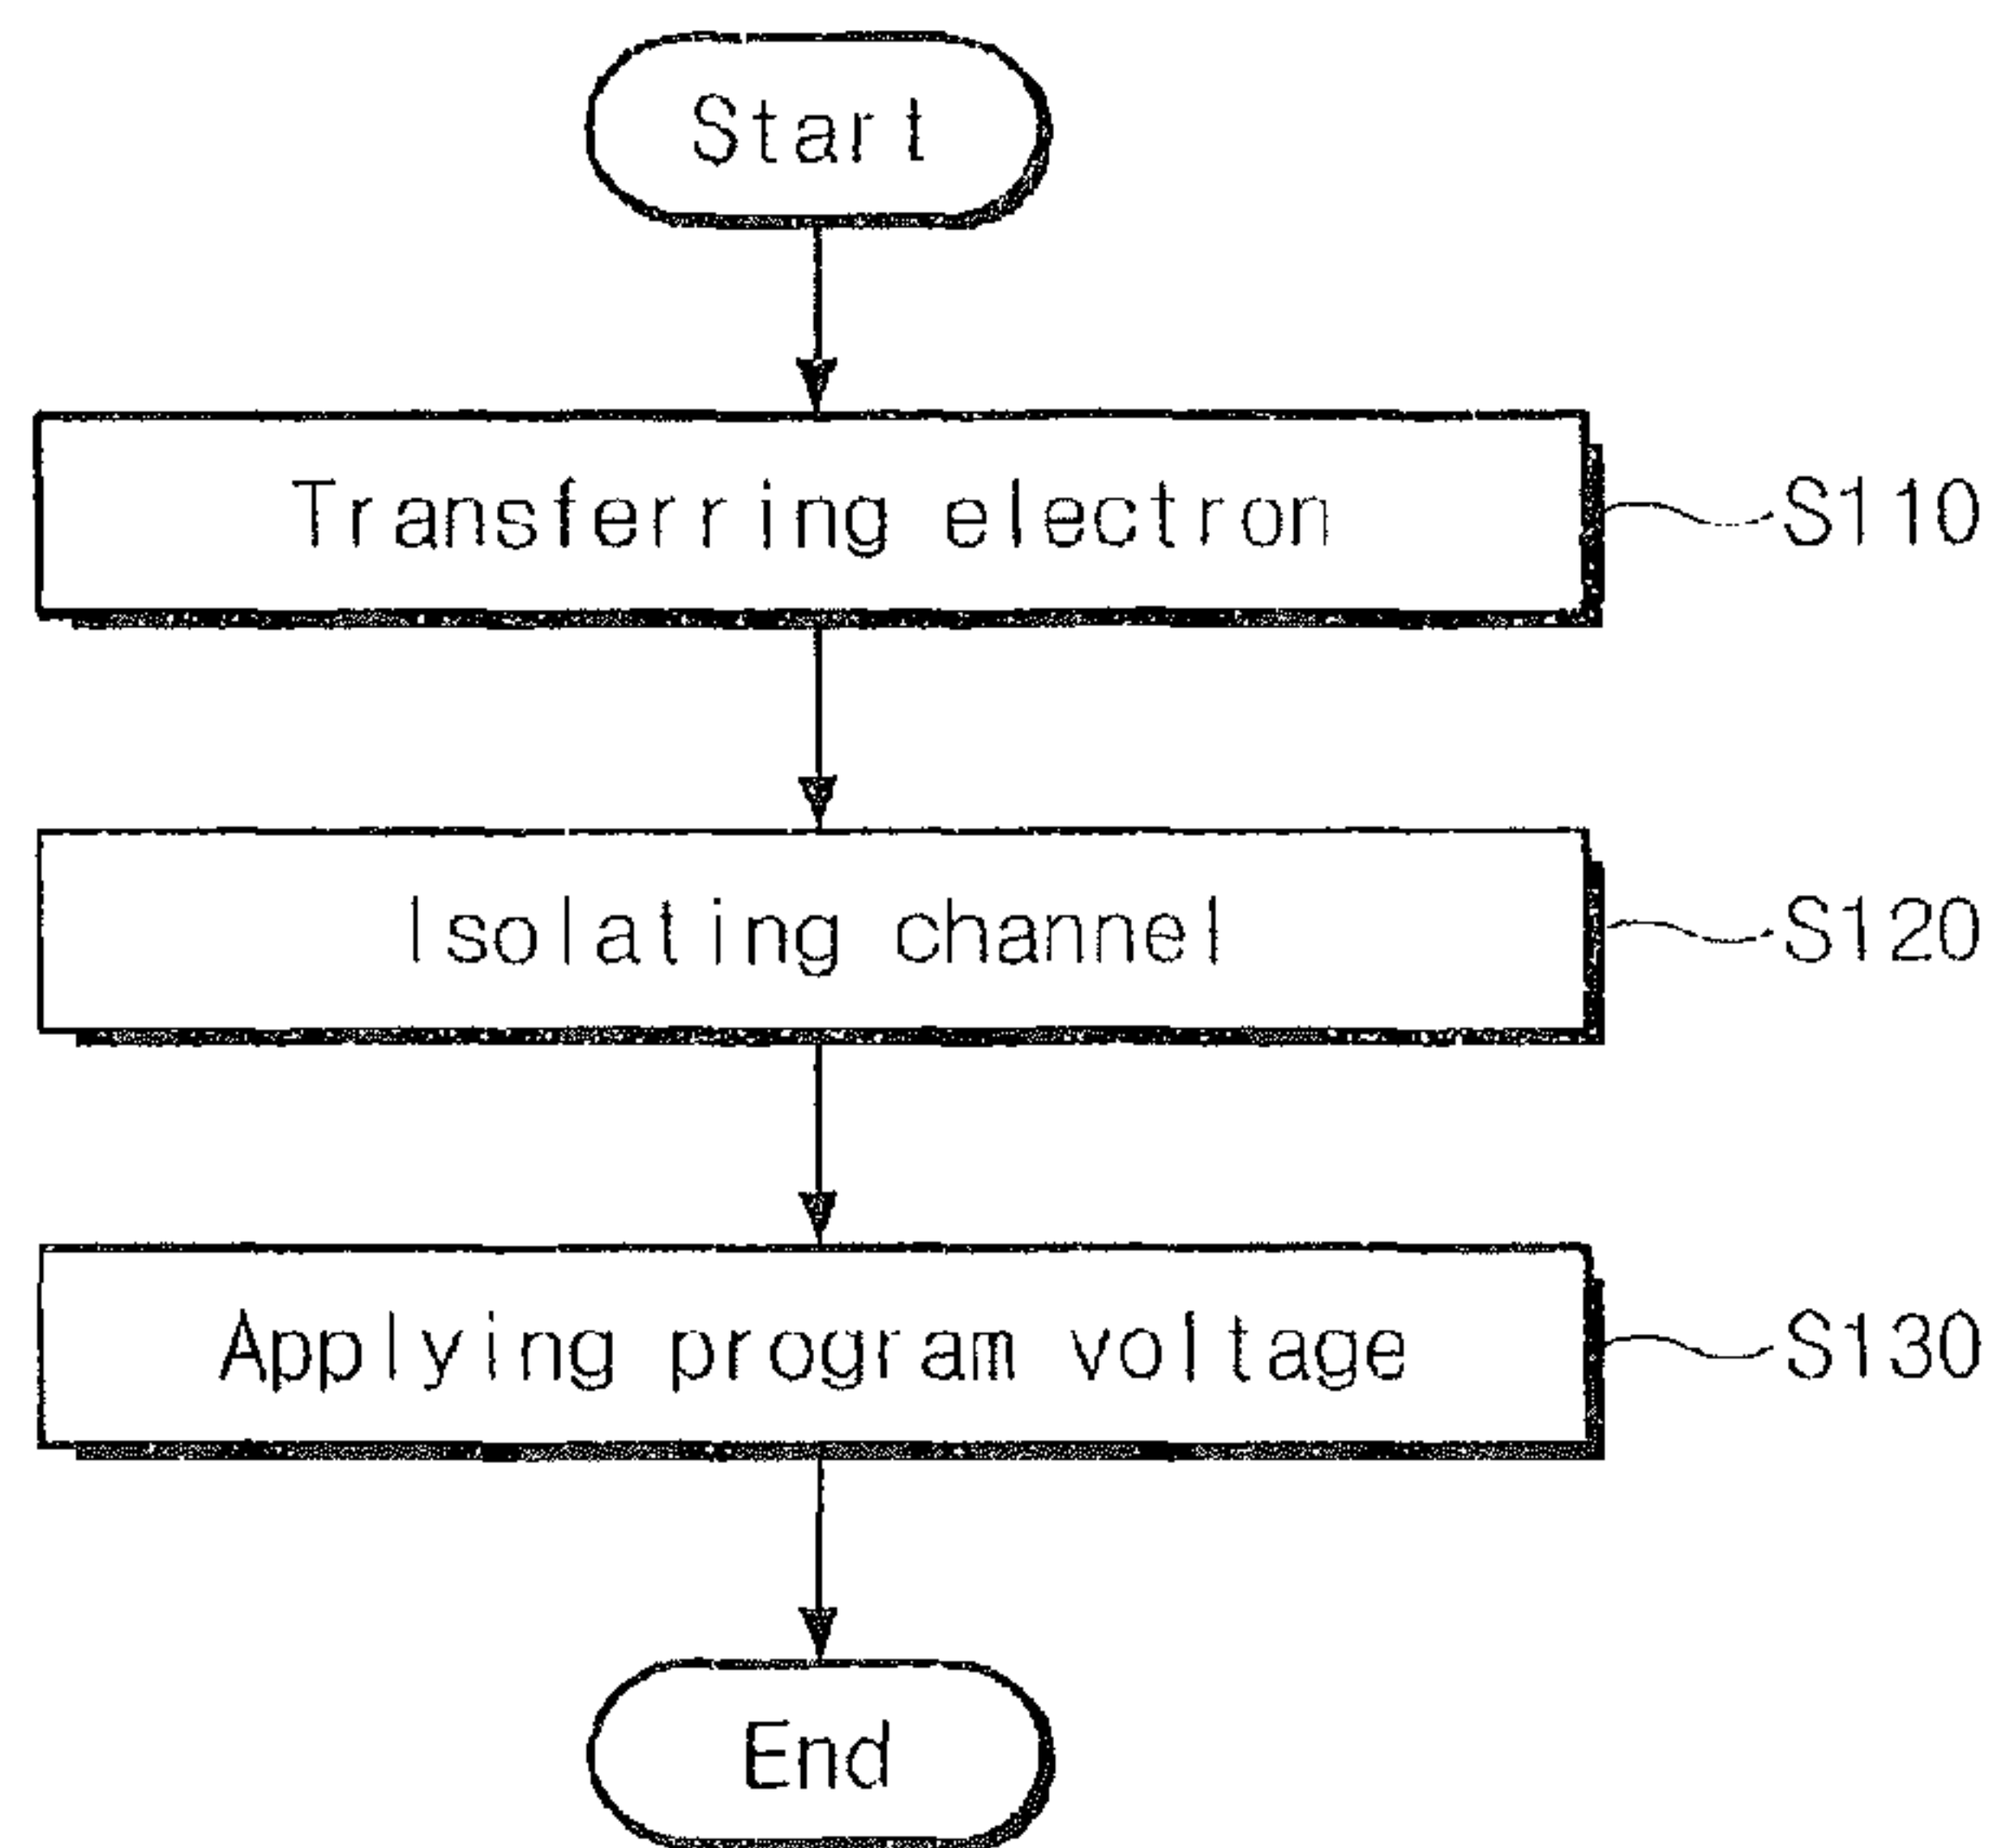 Start
Transferring electron
S110
Isolating channel
S120
Applying program voltage
S130
End